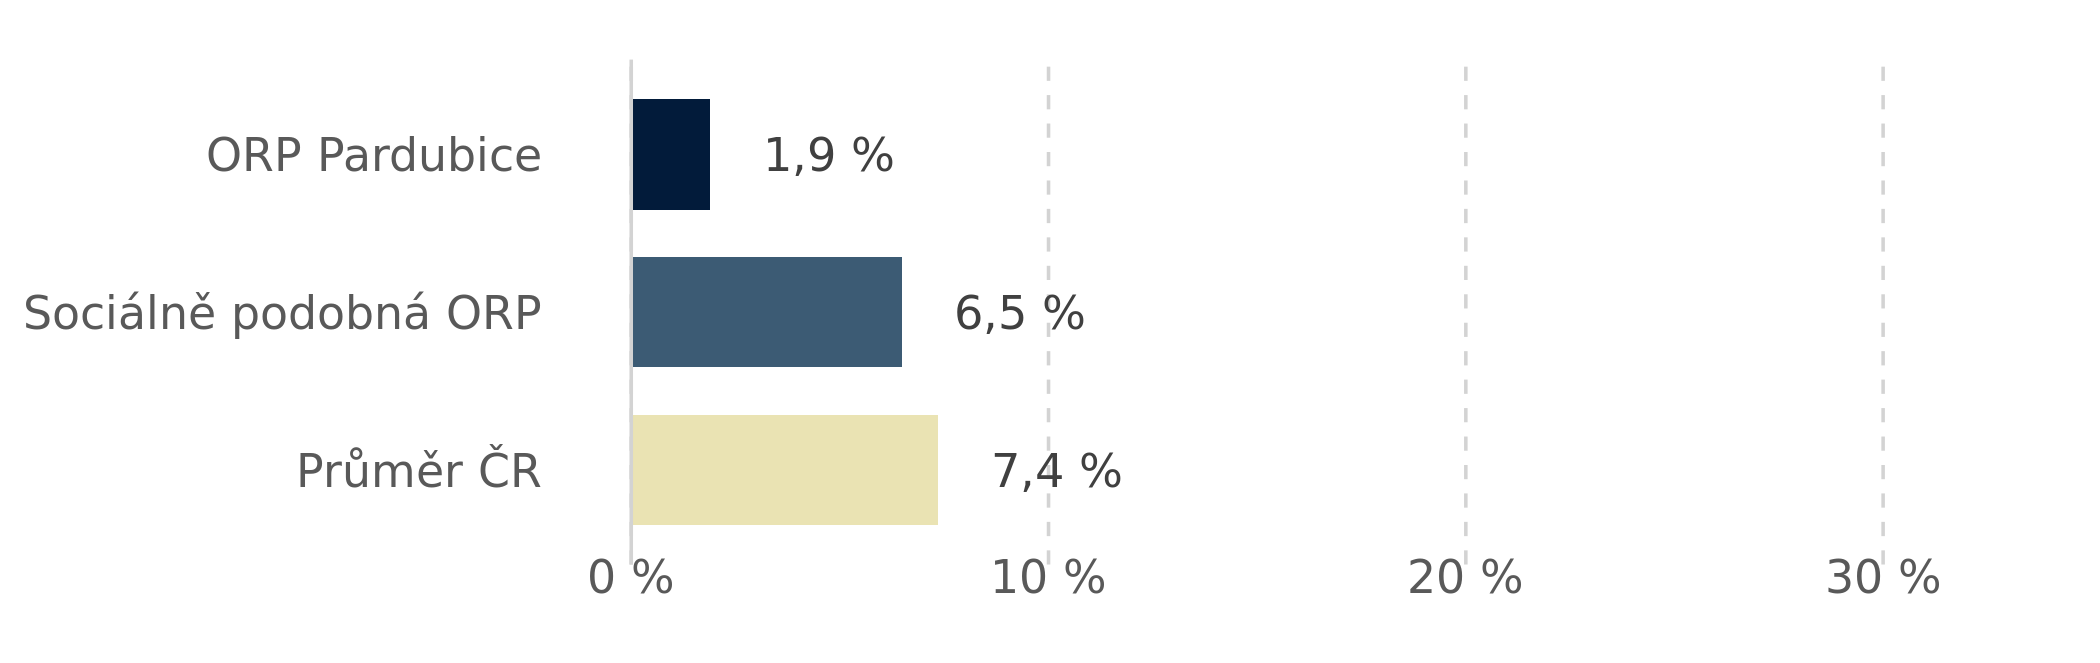 ORP Pardubice 1,9 %
Sociálně podobná ORP 6,5 %
Průměr ČR 7,4 %
0 % 10 % 20 % 30 %